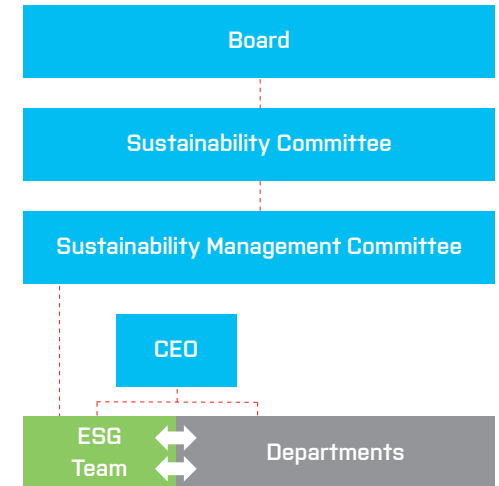 Board
Sustainability Committee
Sustainability Management Committee
CEO
ESG
Team
Departments